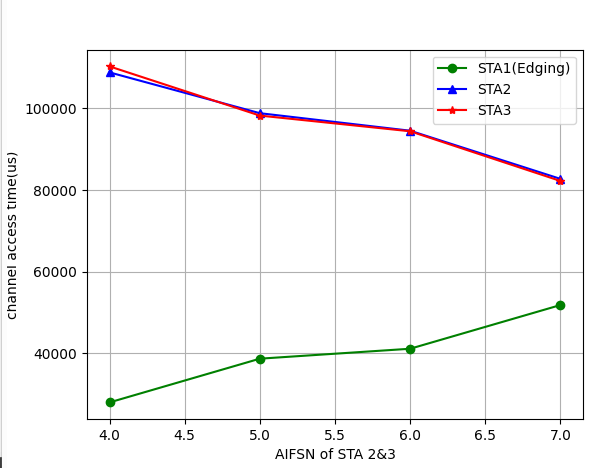 STA1(Edging)
STA2
STA3
100000
80000
60000
40000
channel access time(us)
4.0 4.5 5.0 5.5 6.0 6.5 7.0
AIFSN of STA 2&3